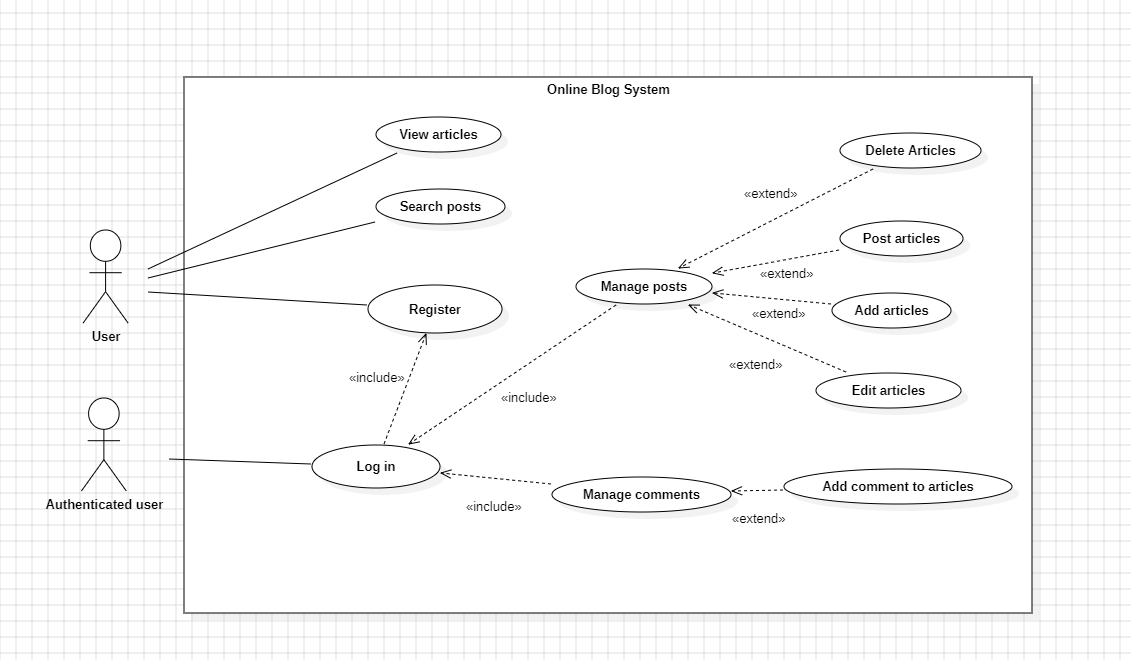 Online Blog System
View articles
Delete Articles
«extend»
Search posts
Post articles
«extend»
Manage posts
Register
Add articles
«extend»
User
«extend»
«include»
Edit articles
«include»
Log in
Manage comments
Add comment to articles
Authenticated user
«include»
«extend»